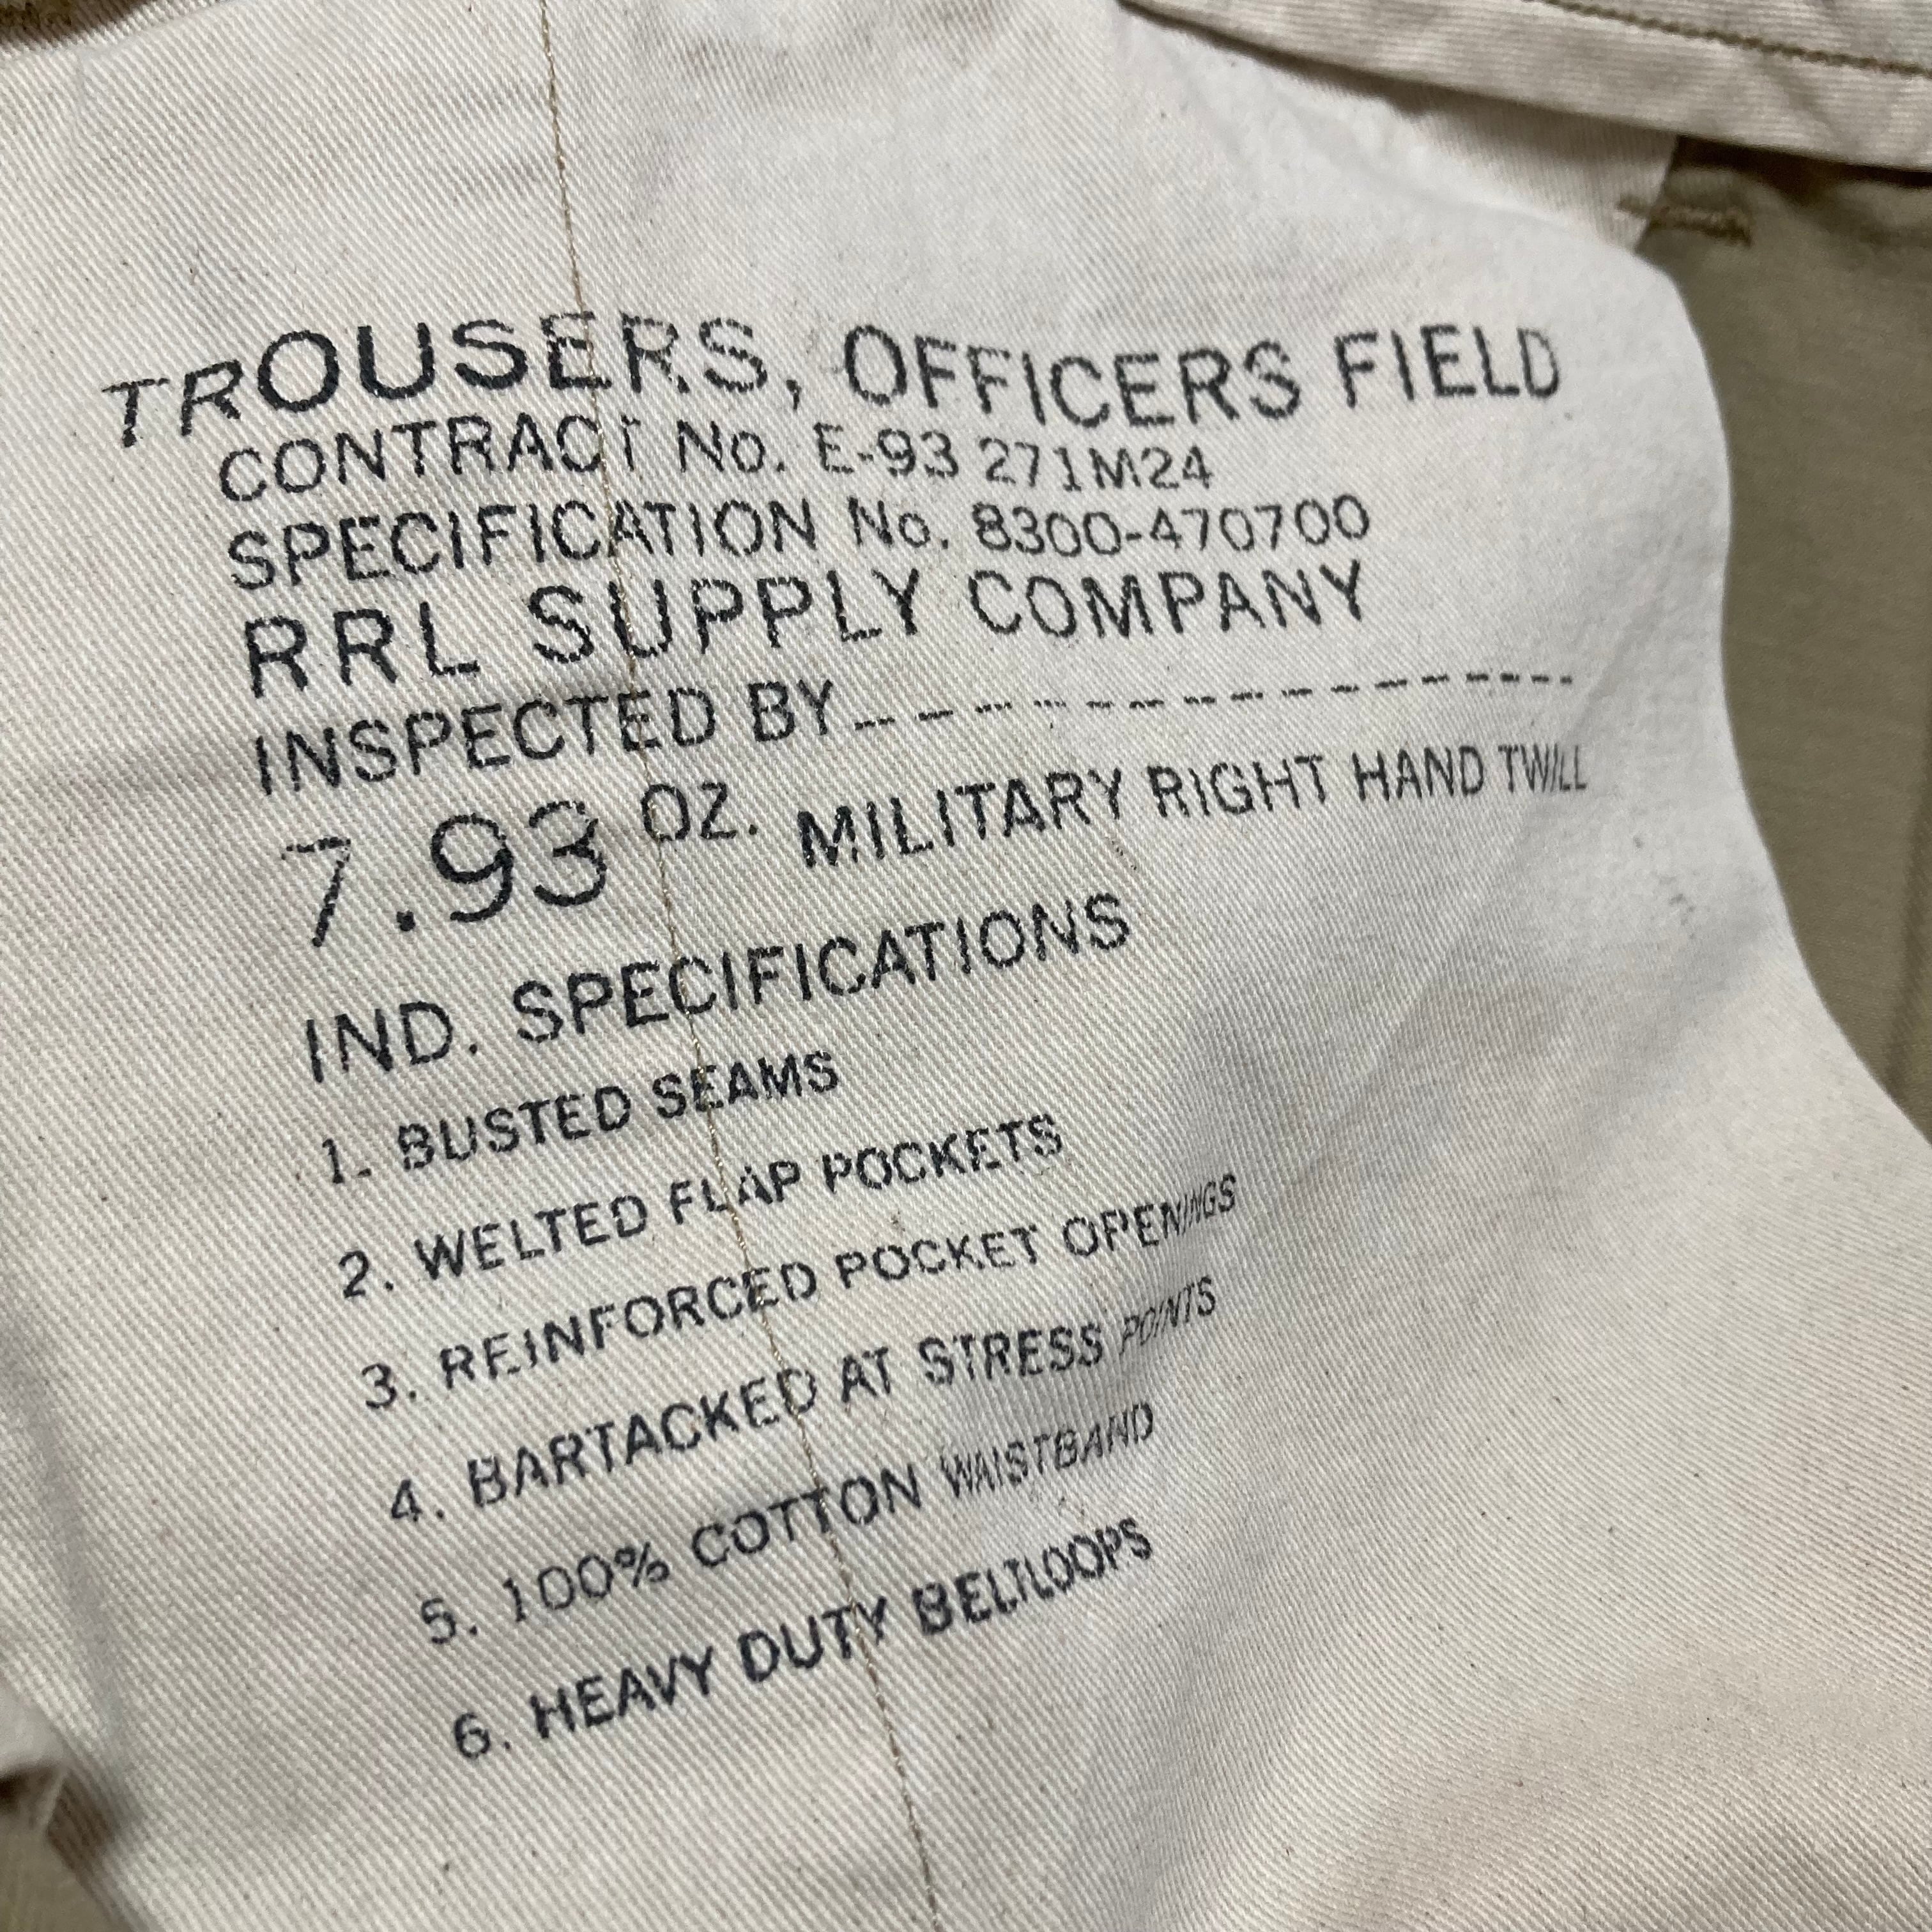 TROUSERS, OFFICERS FIELD
CONTRACT No. E-93 271M24
SPECIFICATION No. 8300-470700
RRL SUPPLY COMPANY
INSPECTED BY---------------
7.93 OZ. MILITARY RIGHT HAND TWILL
IND. SPECIFICATIONS
1. BUSTED SEAMS
2. WELTED FLAP POCKETS
3. REINFORCED POCKET OPENINGS
4. BARTACKED AT STRESS POINTS
5. 100% COTTON WAISTBAND
6. HEAVY DUTY BELTLOOPS